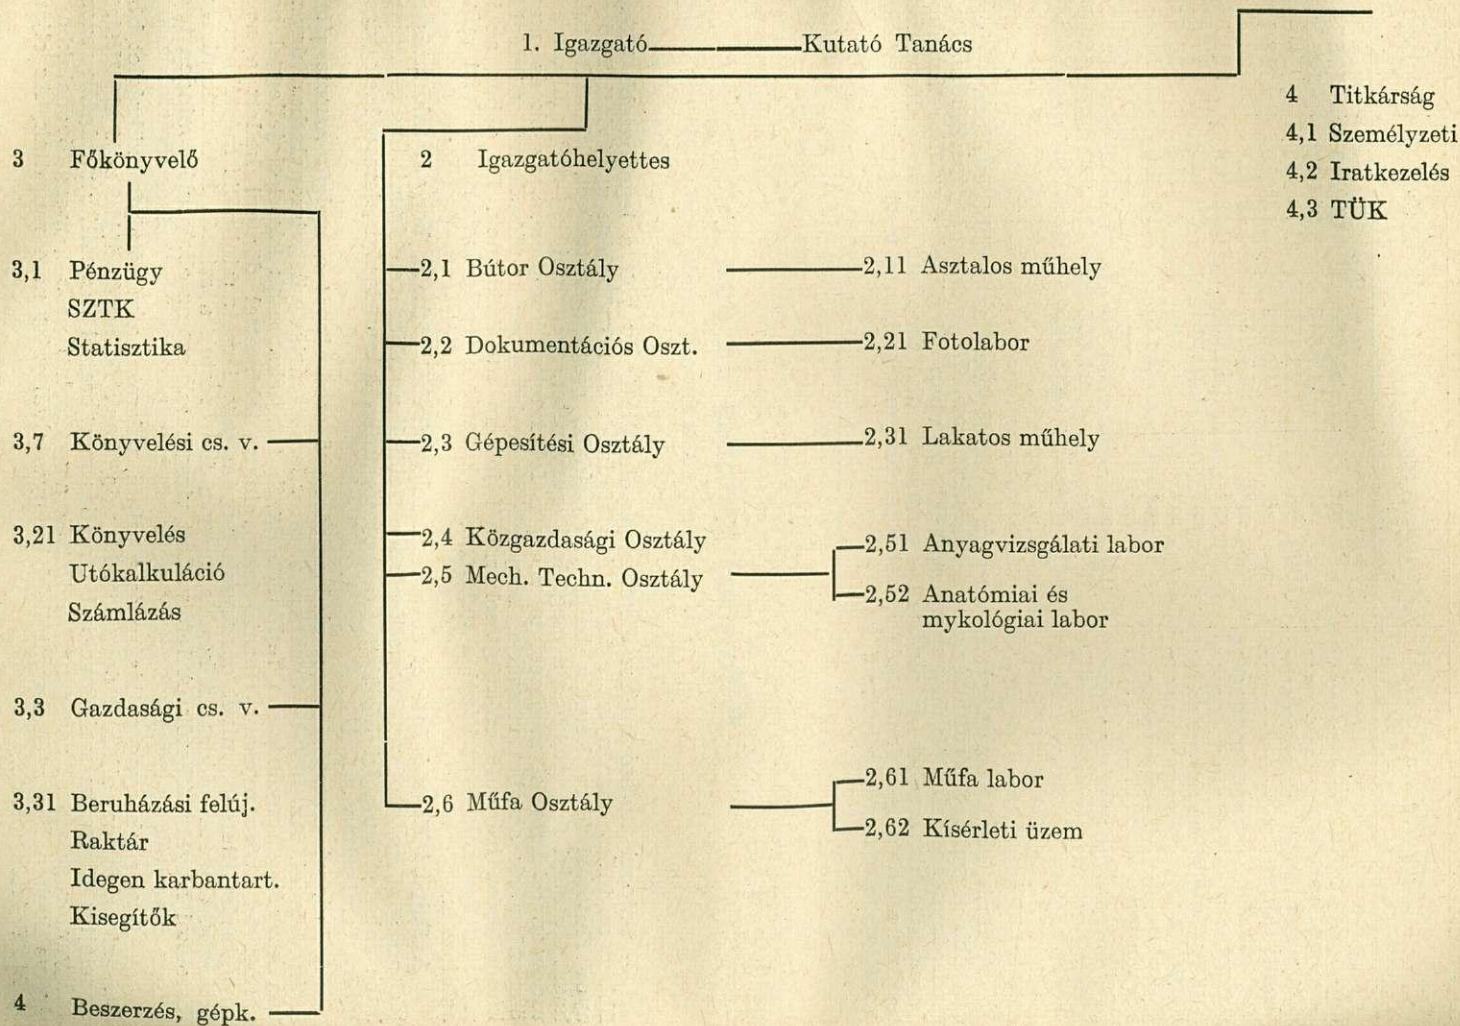 1. Igazgató Kutató Tanács
3 Főkönyvelő
3,1 Pénzügy
SZTK
Statisztika
3,7 Könyvelési cs. v.
3,21 Könyvelés
Utókalkuláció
Számlázás
3,3 Gazdasági cs. v.
3,31 Beruházási felúj.
Raktár
Idegen karbantart.
Kisegítők
4 Beszerzés, gépk.
2 Igazgatóhelyettes
2,1 Bútor Osztály
2,11 Asztalos műhely
2,2 Dokumentációs Oszt.
2,21 Fotolabor
2,3 Gépesítési Osztály
2,31 Lakatos műhely
2,4 Közgazdasági Osztály
2,5 Mech. Techn. Osztály
2,51 Anyagvizsgálati labor
2,52 Anatómiai és
mykológiai labor
2,6 Műfa Osztály
2,61 Műfa labor
2,62 Kísérleti üzem
4 Titkárság
4,1 Személyzeti
4,2 Iratkezelés
4,3 TÜK